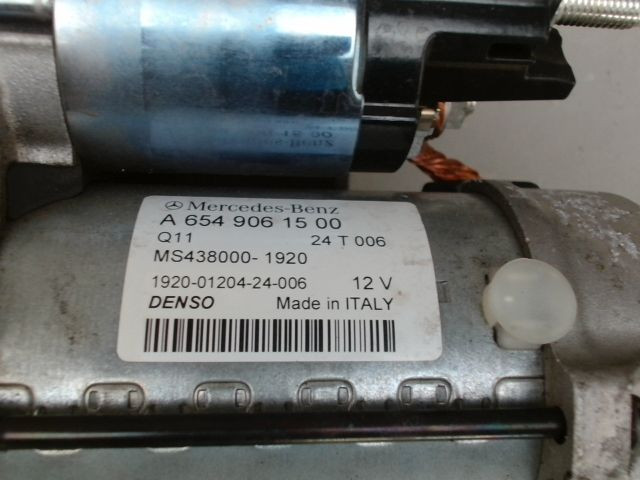 Mercedes-Benz
A 654 906 15 00
Q11 24 T 006
MS438000- 1920
1920-01204-24-006 12 V
DENSO Made in ITALY